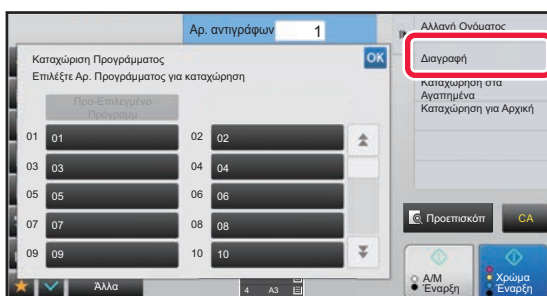 Αρ. αντιγράφων 1
Αλλαγή Ονόματος
Καταχώριση Προγράμματος
OK
Επιλέξτε Αρ. Προγράμματος για καταχώρηση
Διαγραφή
Καταχώρηση στα
Αγαπημένα
Καταχώρηση για Αρχική
Προ-Επιλεγμένο
Πρόγραμμ
01 01
02 02
03 03
04 04
05 05
06 06
07 07
08 08
09 09
10 10
Προεπισκόπ
CA
Άλλα
4 A3
Α/Μ
Έναρξη
Χρώμα
Έναρξη